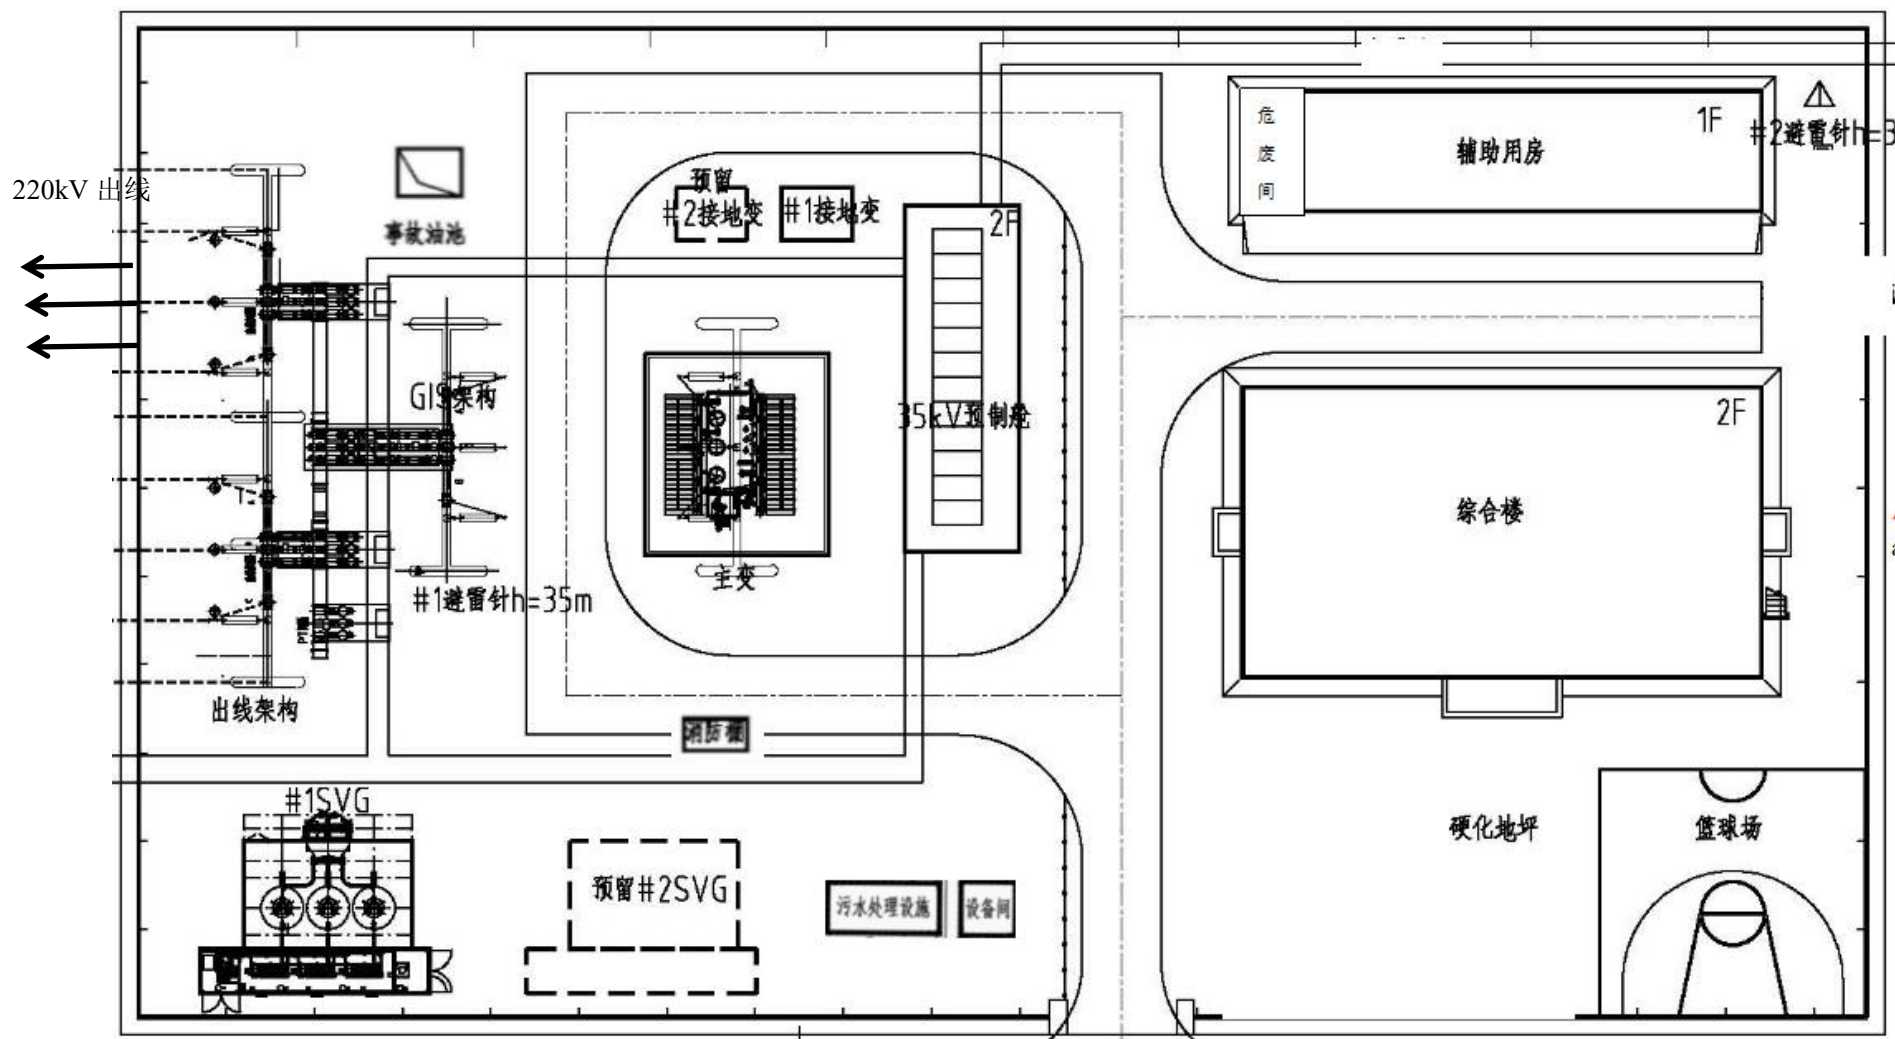 危
废
间
1F
辅助用房
#2避雷针h=3
220kV 出线
预留
#2接地变
#1接地变
2F
事故油池
GIS架构
35kV预制舱
2F
综合楼
主变
#1避雷针h=35m
出线架构
消防棚
#1SVG
预留#2SVG
污水处理设施
设备间
硬化地坪
篮球场